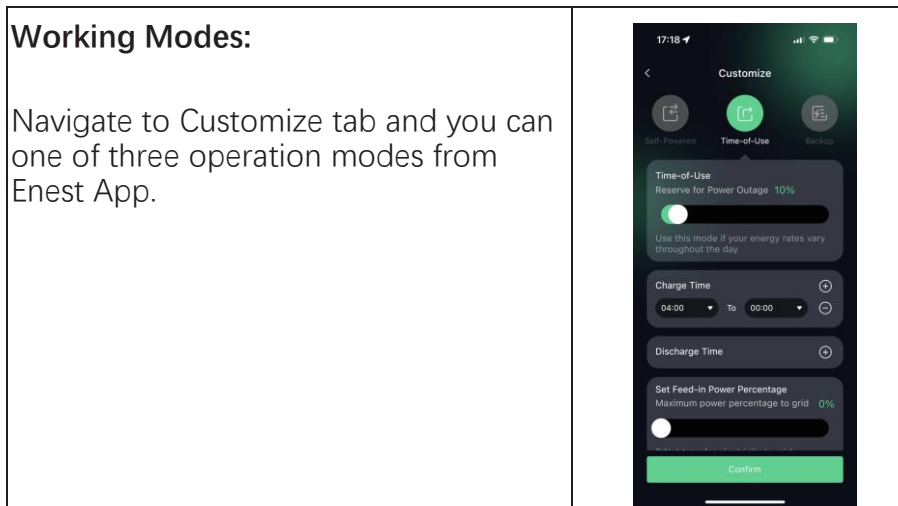 Working Modes:
Navigate to Customize tab and you can
one of three operation modes from
Enest App.
17:18
Customize
Self-Powered Time-of-Use Backup
Time-of-Use
Reserve for Power Outage 10%
Use this mode if your energy rates vary
throughout the day
Charge Time
04:00 To 00:00
Discharge Time
Set Feed-in Power Percentage
Maximum power percentage to grid 0%
Confirm